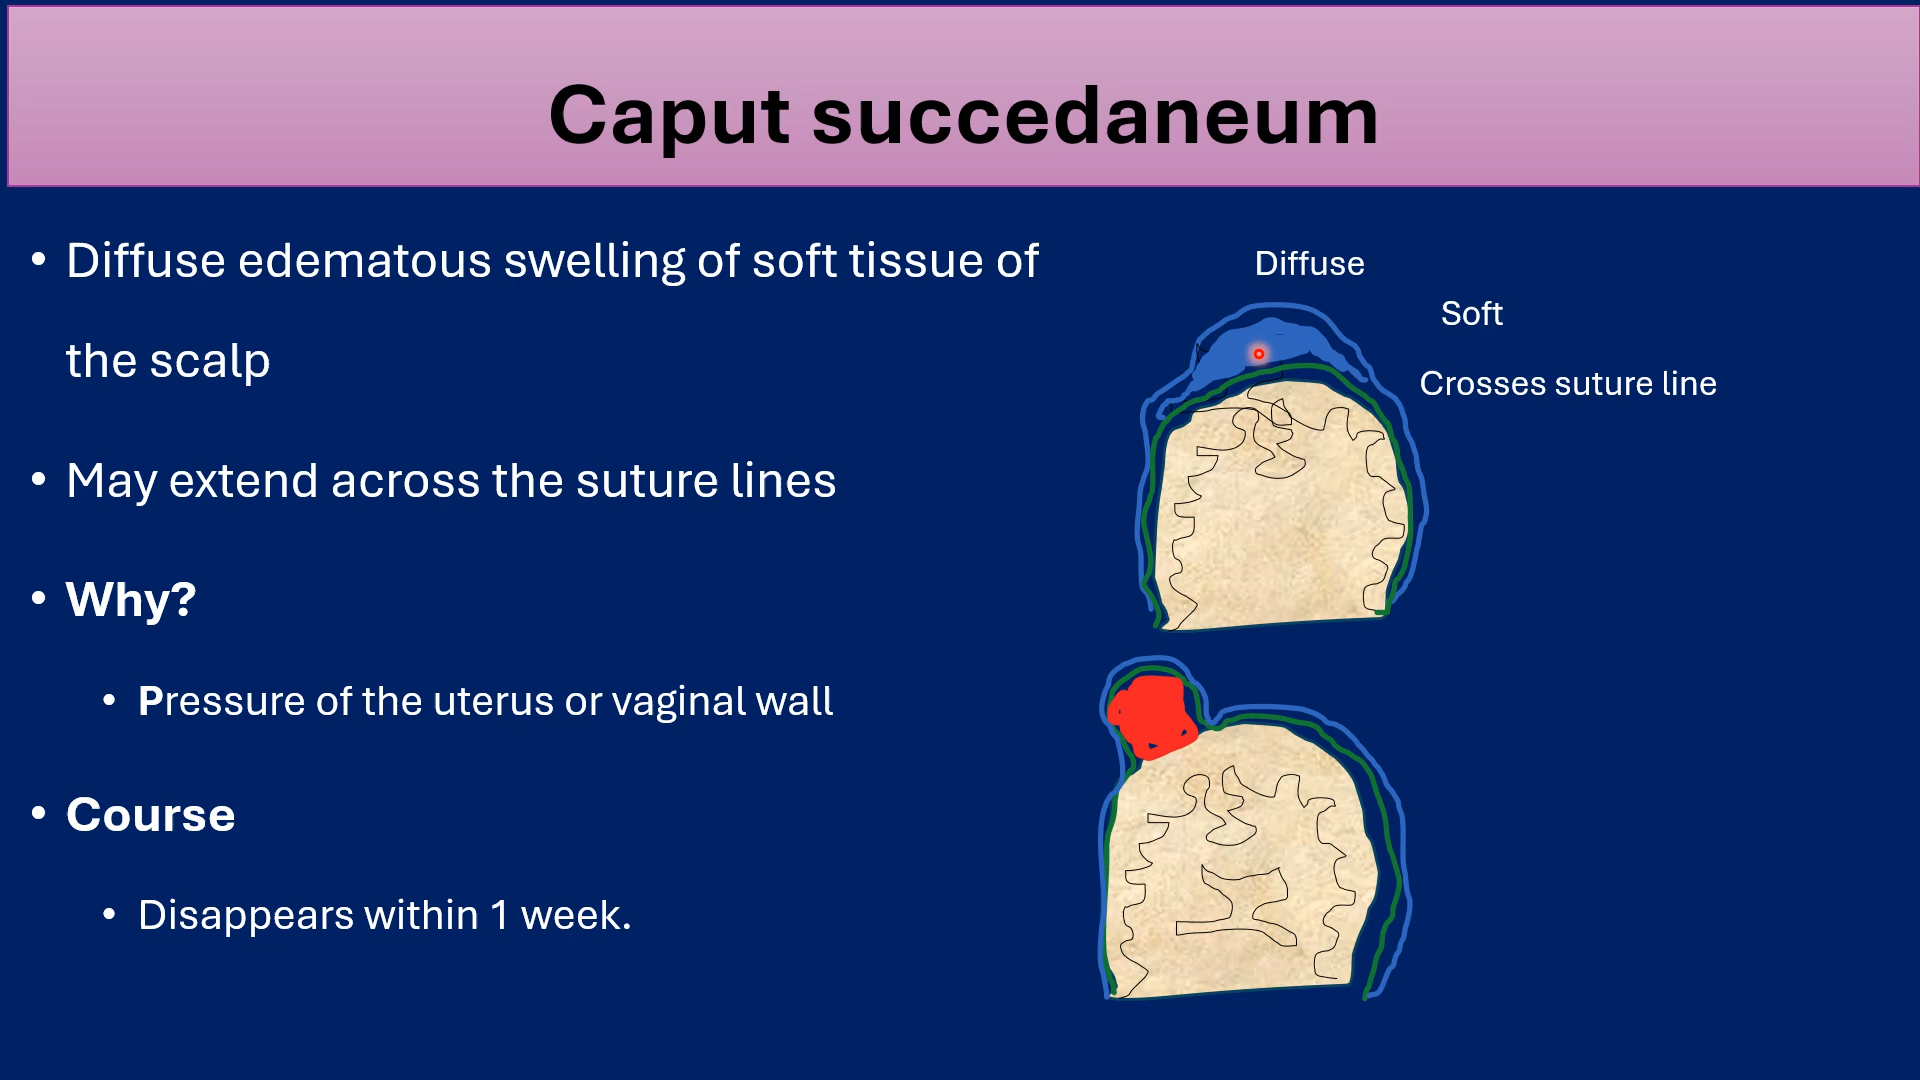 Caput succedaneum
• Diffuse edematous swelling of soft tissue of
the scalp
• May extend across the suture lines
• Why?
• Pressure of the uterus or vaginal wall
• Course
• Disappears within 1 week.
Diffuse
Soft
Crosses suture line